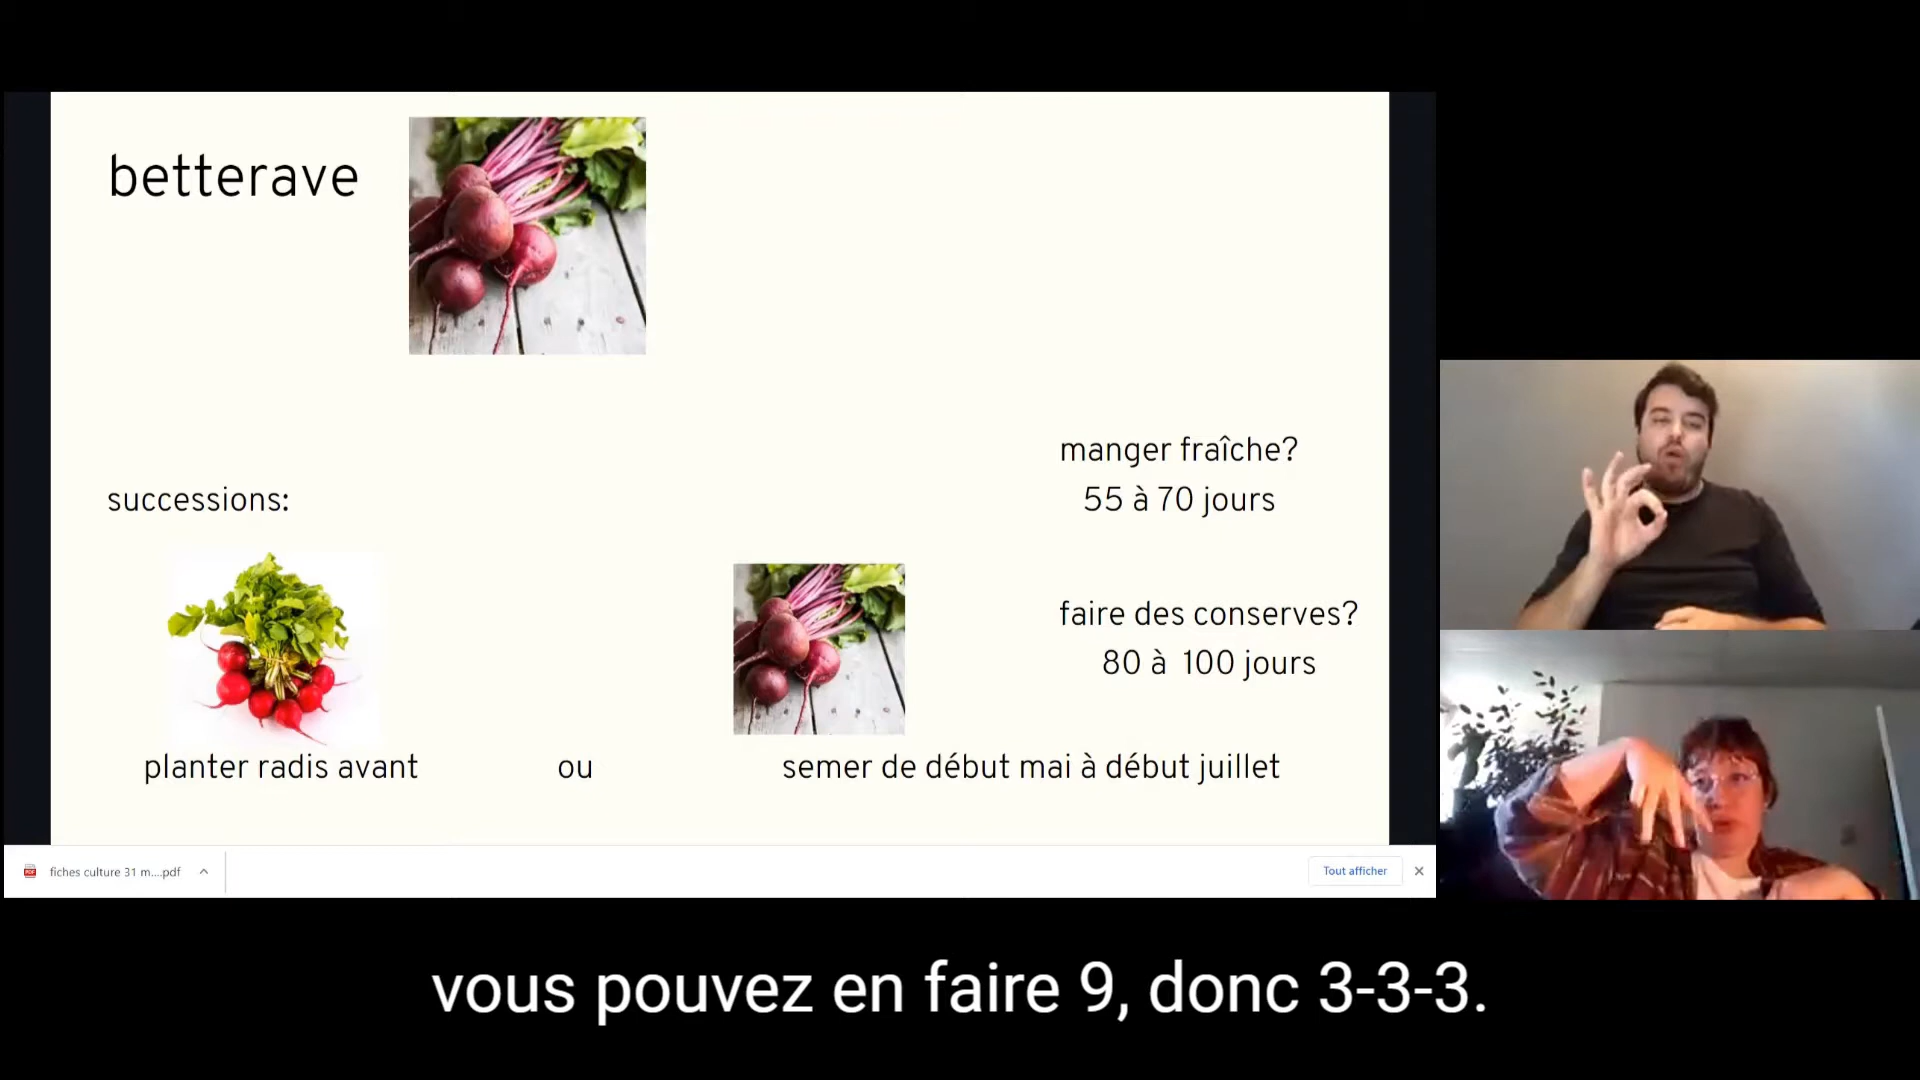 betterave
manger fraîche?
55 à 70 jours
successions:
faire des conserves?
80 à 100 jours
planter radis avant
ou
semer de début mai à début juillet
fiches culture 31 m....pdf
Tout afficher
vous pouvez en faire 9, donc 3-3-3.